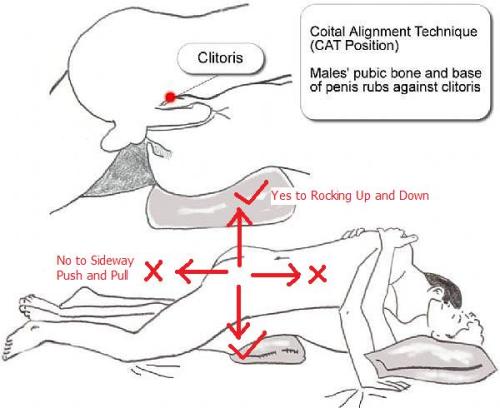 Clitoris
Coital Alignment Technique
(CAT Position)
Males' pubic bone and base
of penis rubs against clitoris
Yes to Rocking Up and Down
No to Sideway
Push and Pull